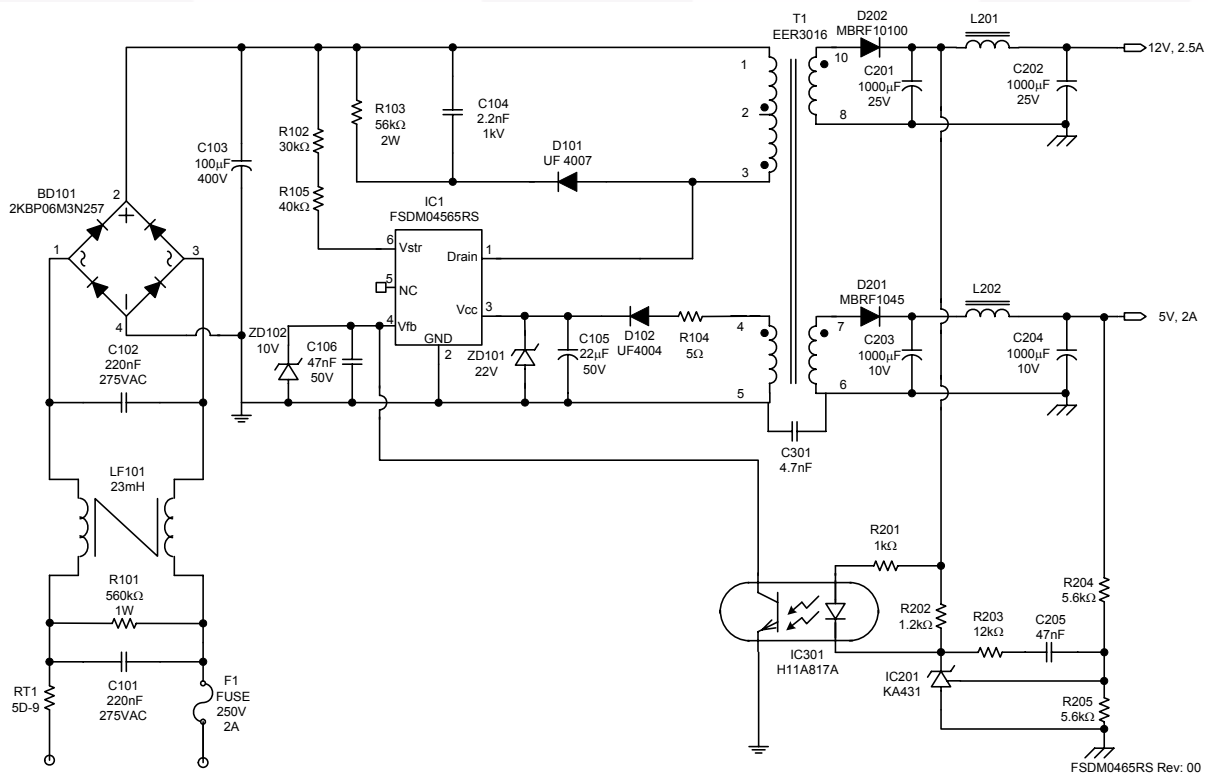 T1
EER3016
D202
MBRF10100
L201
12V, 2.5A
1
2
3
10
8
C201
1000μF
25V
C202
1000μF
25V
R103
56kΩ
2W
C104
2.2nF
1kV
R102
30kΩ
C103
100μF
400V
D101
UF 4007
R105
40kΩ
BD101
2KBP06M3N257
2
1
3
4
IC1
FSDM04565RS
6
Vstr
Drain
1
5
NC
Vcc
3
4
Vfb
GND
2
D201
MBRF1045
L202
5V, 2A
4
5
7
6
D102
UF4004
R104
5Ω
C203
1000μF
10V
C204
1000μF
10V
ZD102
10V
C106
47nF
50V
ZD101
22V
C105
22μF
50V
C102
220nF
275VAC
C301
4.7nF
LF101
23mH
R201
1kΩ
R101
560kΩ
1W
R204
5.6kΩ
R202
1.2kΩ
R203
12kΩ
C205
47nF
IC301
H11A817A
IC201
KA431
R205
5.6kΩ
RT1
5D-9
C101
220nF
275VAC
F1
FUSE
250V
2A
FSDM0465RS Rev: 00